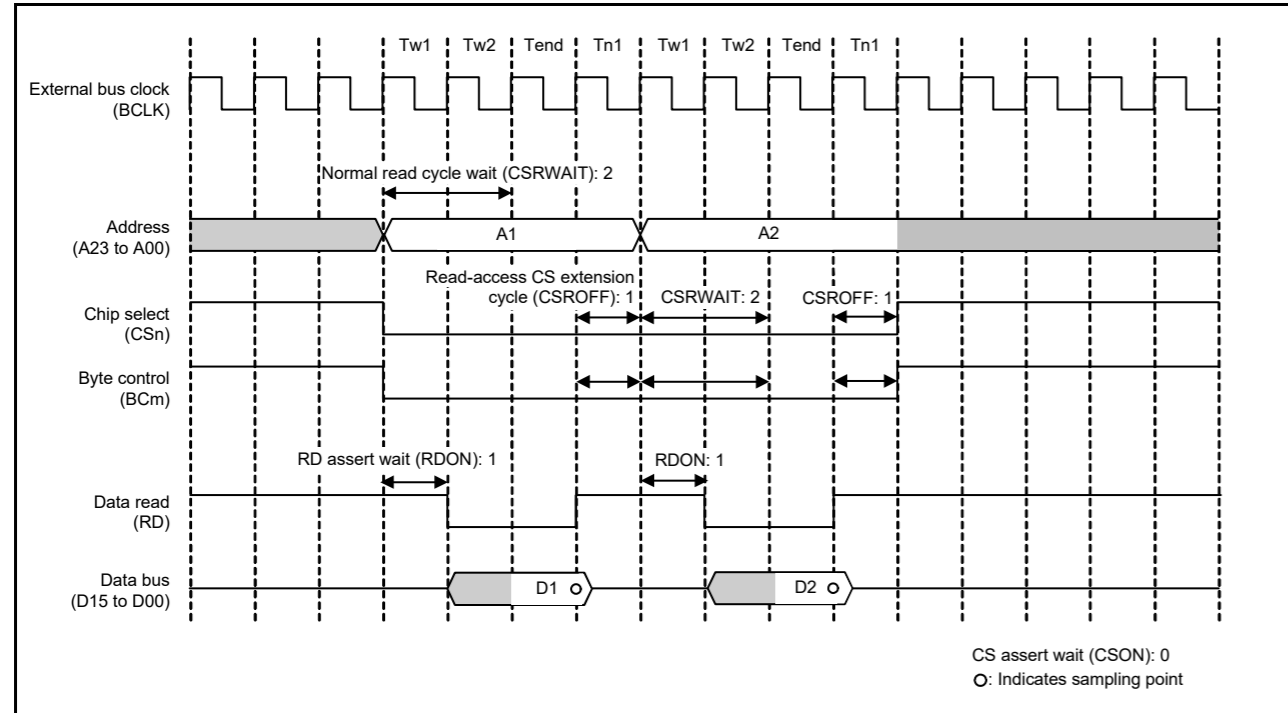 Tw1 Tw2 Tend Tn1 Tw1 Tw2 Tend Tn1
External bus clock
(BCLK)
Normal read cycle wait (CSRWAIT): 2
Address
(A23 to A00)
A1 A2
Read-access CS extension
cycle (CSROFF): 1
CSRWAIT: 2 CSROFF: 1
Chip select
(CSn)
Byte control
(BCm)
RD assert wait (RDON): 1 RDON: 1
Data read
(RD)
Data bus
(D15 to D00)
D1 D2
CS assert wait (CSON): 0
O: Indicates sampling point